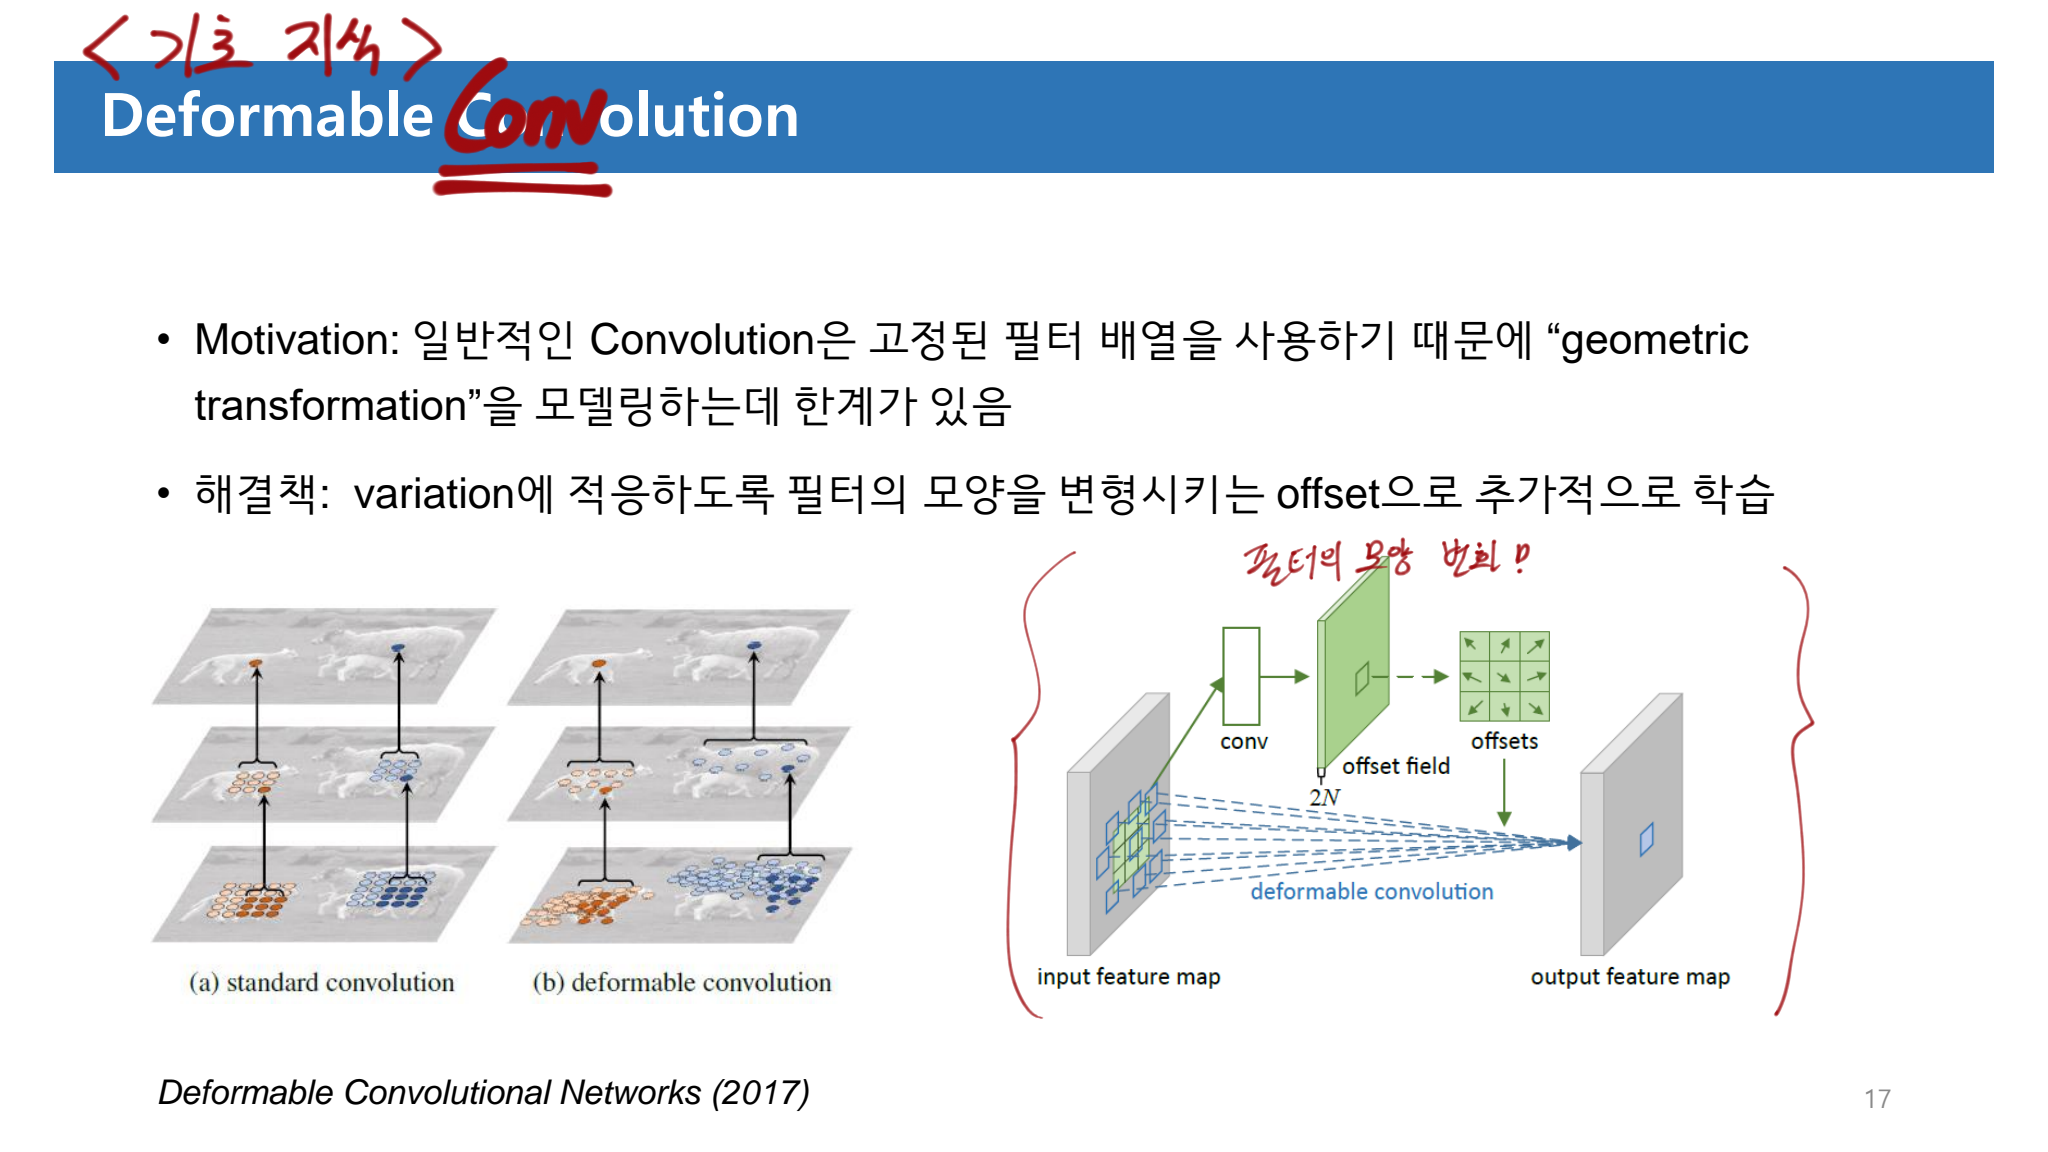 <기초 지식>
Deformable Convolution
Conv
• Motivation: 일반적인 Convolution은 고정된 필터 배열을 사용하기 때문에 “geometric
transformation”을 모델링하는데 한계가 있음
• 해결책: variation에 적응하도록 필터의 모양을 변형시키는 offset으로 추가적으로 학습
필터의 모양 변화!
conv
offset field
offsets
2N
deformable convolution
input feature map
output feature map
(a) standard convolution
(b) deformable convolution
Deformable Convolutional Networks (2017)
17